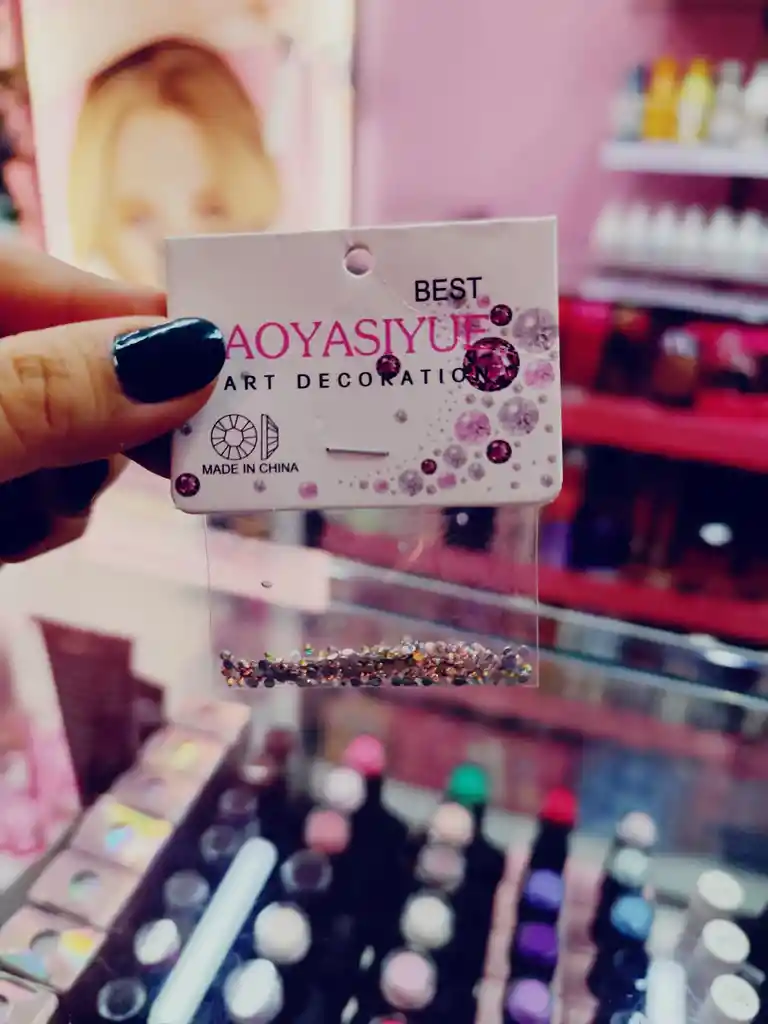 BEST
AOYASIYUE
ART DECORATION
MADE IN CHINA